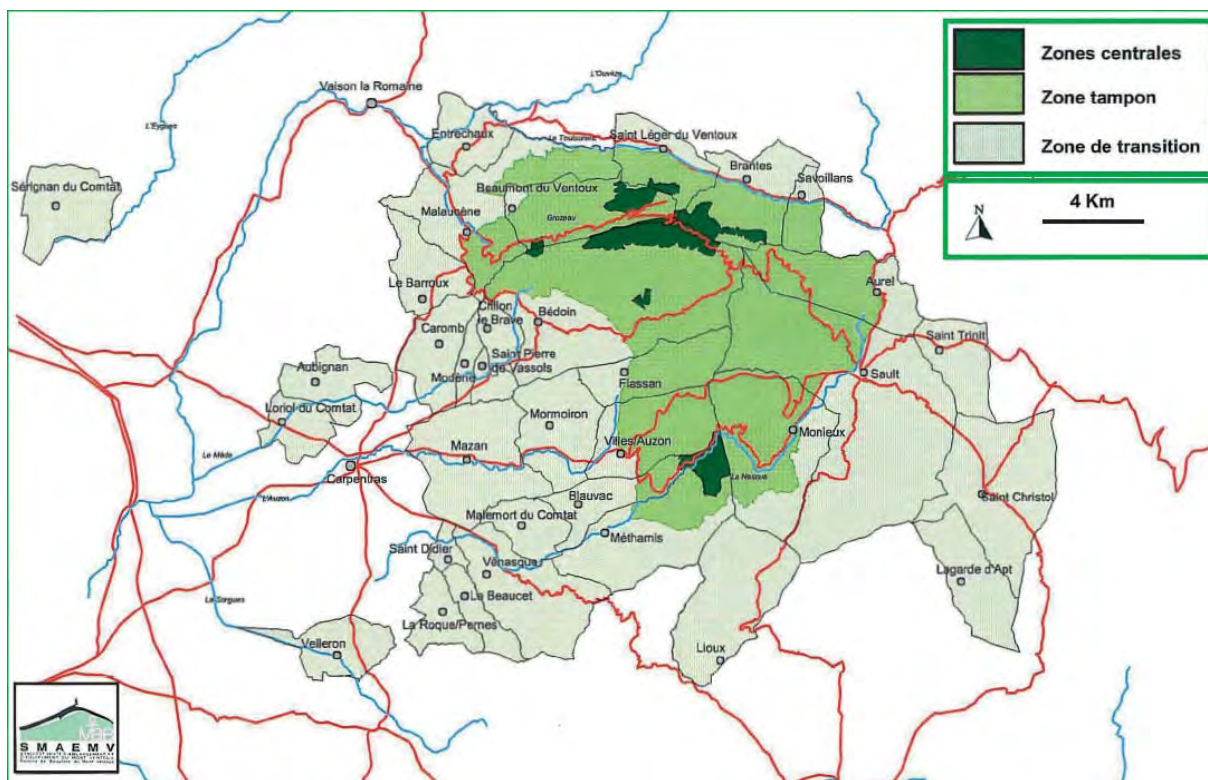 Zones centrales
Zone tampon
Zone de transition
N
4 Km
L'Ouvèze
Vaison la Romaine
L'Eygues
Entrechaux
Le Toulourenc
Saint Léger du Ventoux
Brantes
Savoillans
Sérignan du Comtat
Beaumont du Ventoux
Malaucène
Grozeau
Le Barroux
Aurel
Crillon
le Brave
Bédoin
Caromb
Saint Trinit
Saint Pierre
de Vassols
Modène
Aubignan
Flassan
Sault
Loriol du Comtat
Mormoiron
Monieux
Mazan
Villes/Auzon
Le Mède
Carpentras
La Nesque
L'Auzon
Blauvac
Saint Christol
Malemort du Comtat
Méthamis
Saint Didier
Vénasque
Lagarde d'Apt
Le Beaucet
La Sorgues
La Roque/Pernes
Velleron
Lioux
SMAEMV